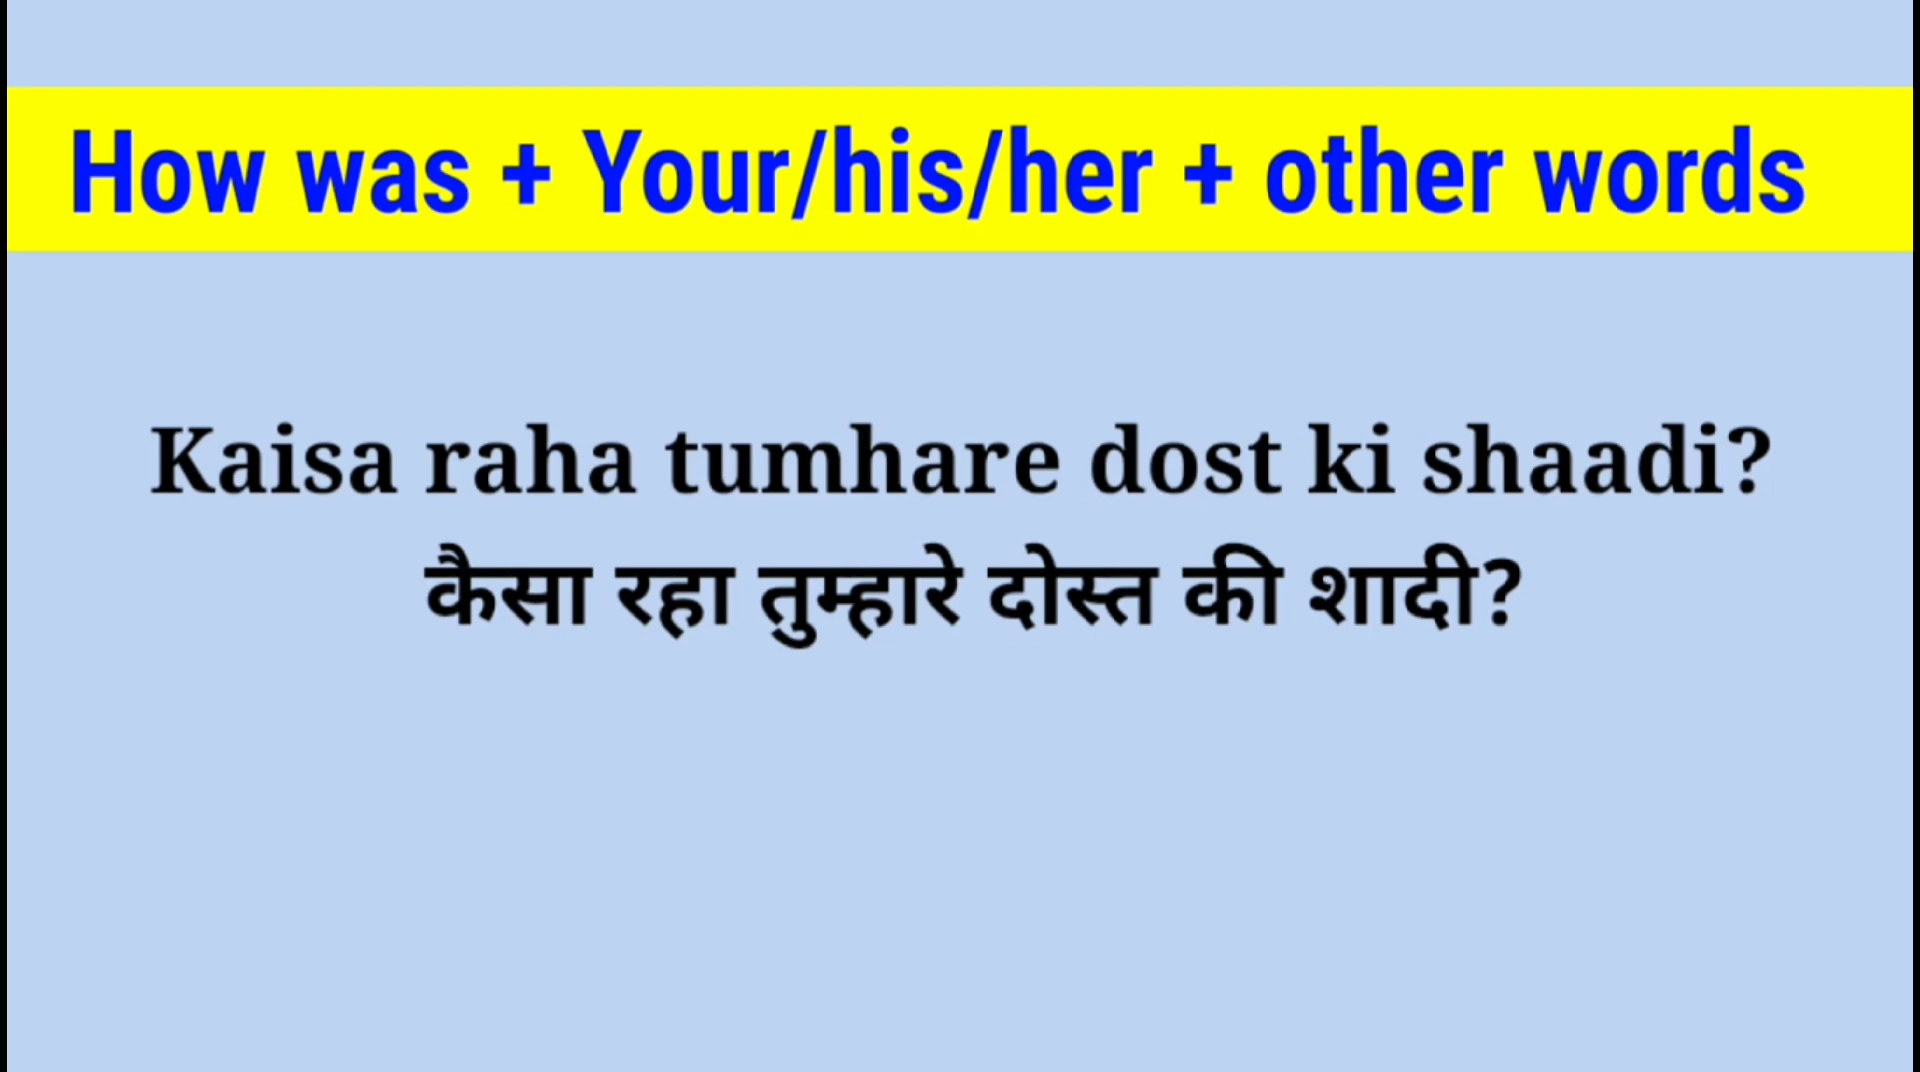 How was + Your/his/her + other words
Kaisa raha tumhare dost ki shaadi?
कैसा रहा तुम्हारे दोस्त की शादी?